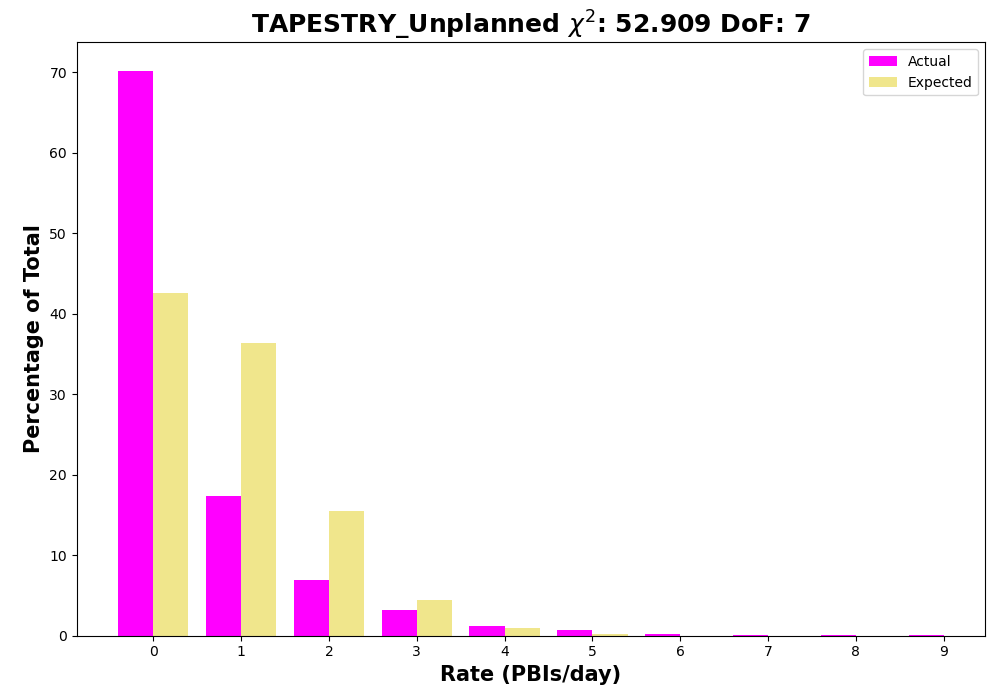 TAPESTRY_Unplanned χ²: 52.909 DoF: 7
Actual
Expected
Percentage of Total
70
60
50
40
30
20
10
0
0 1 2 3 4 5 6 7 8 9
Rate (PBIs/day)